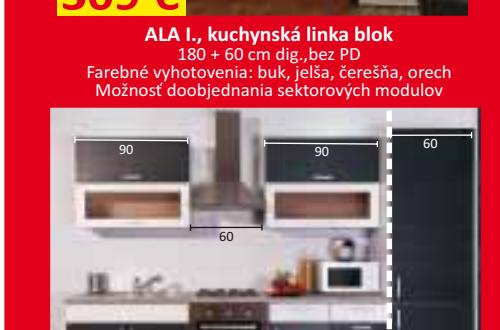 ALA I., kuchynská linka blok
180 + 60 cm dig.,bez PD
Farebné vyhotovenia: buk, jelša, čerešňa, orech
Možnosť doobjednania sektorových modulov
90
90
60
60